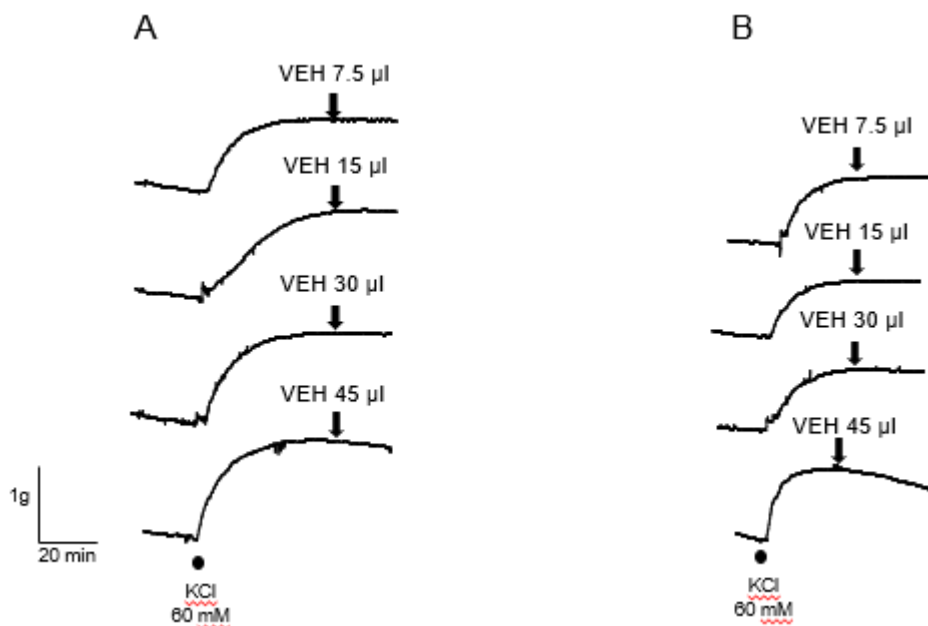 A
VEH 7.5 µl
VEH 15 µl
VEH 30 µl
VEH 45 µl
1g
20 min
KCl
60 mM
B
VEH 7.5 µl
VEH 15 µl
VEH 30 µl
VEH 45 µl
KCl
60 mM